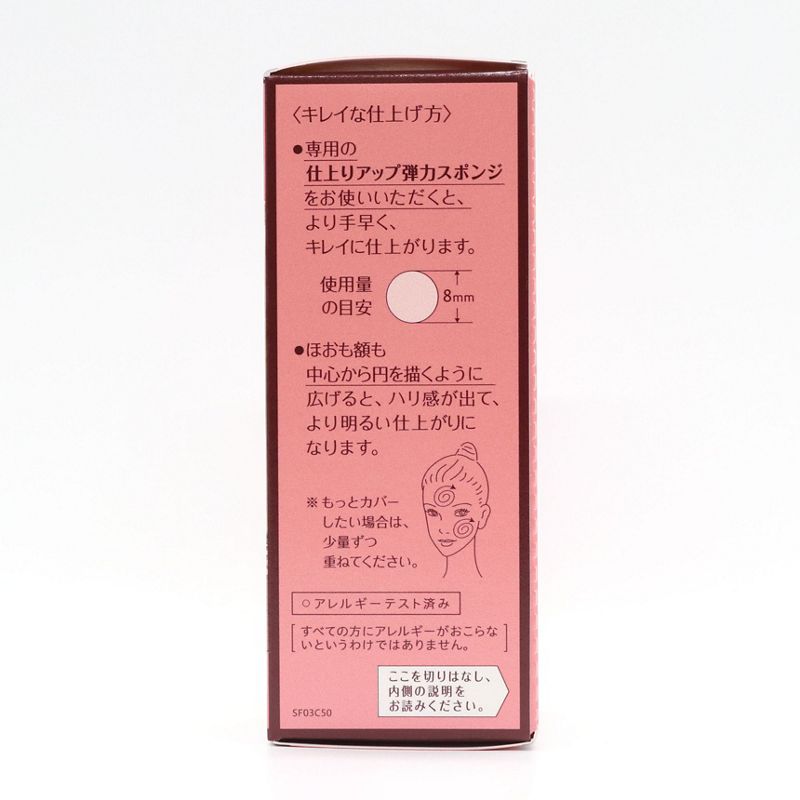 〈キレイな仕上げ方〉
●専用の
仕上りアップ弾力スポンジ
をお使いいただくと、
より手早く、
キレイに仕上がります。
使用量
の目安
8mm
●ほおも額も
中心から円を描くように
広げると、ハリ感が出て、
より明るい仕上がりに
なります。
※もっとカバー
したい場合は、
少量ずつ
重ねてください。
○アレルギーテスト済み
[すべての方にアレルギーがおこらな
いというわけではありません。]
ここを切りはなし、
内側の説明を
お読みください。
SF03C50